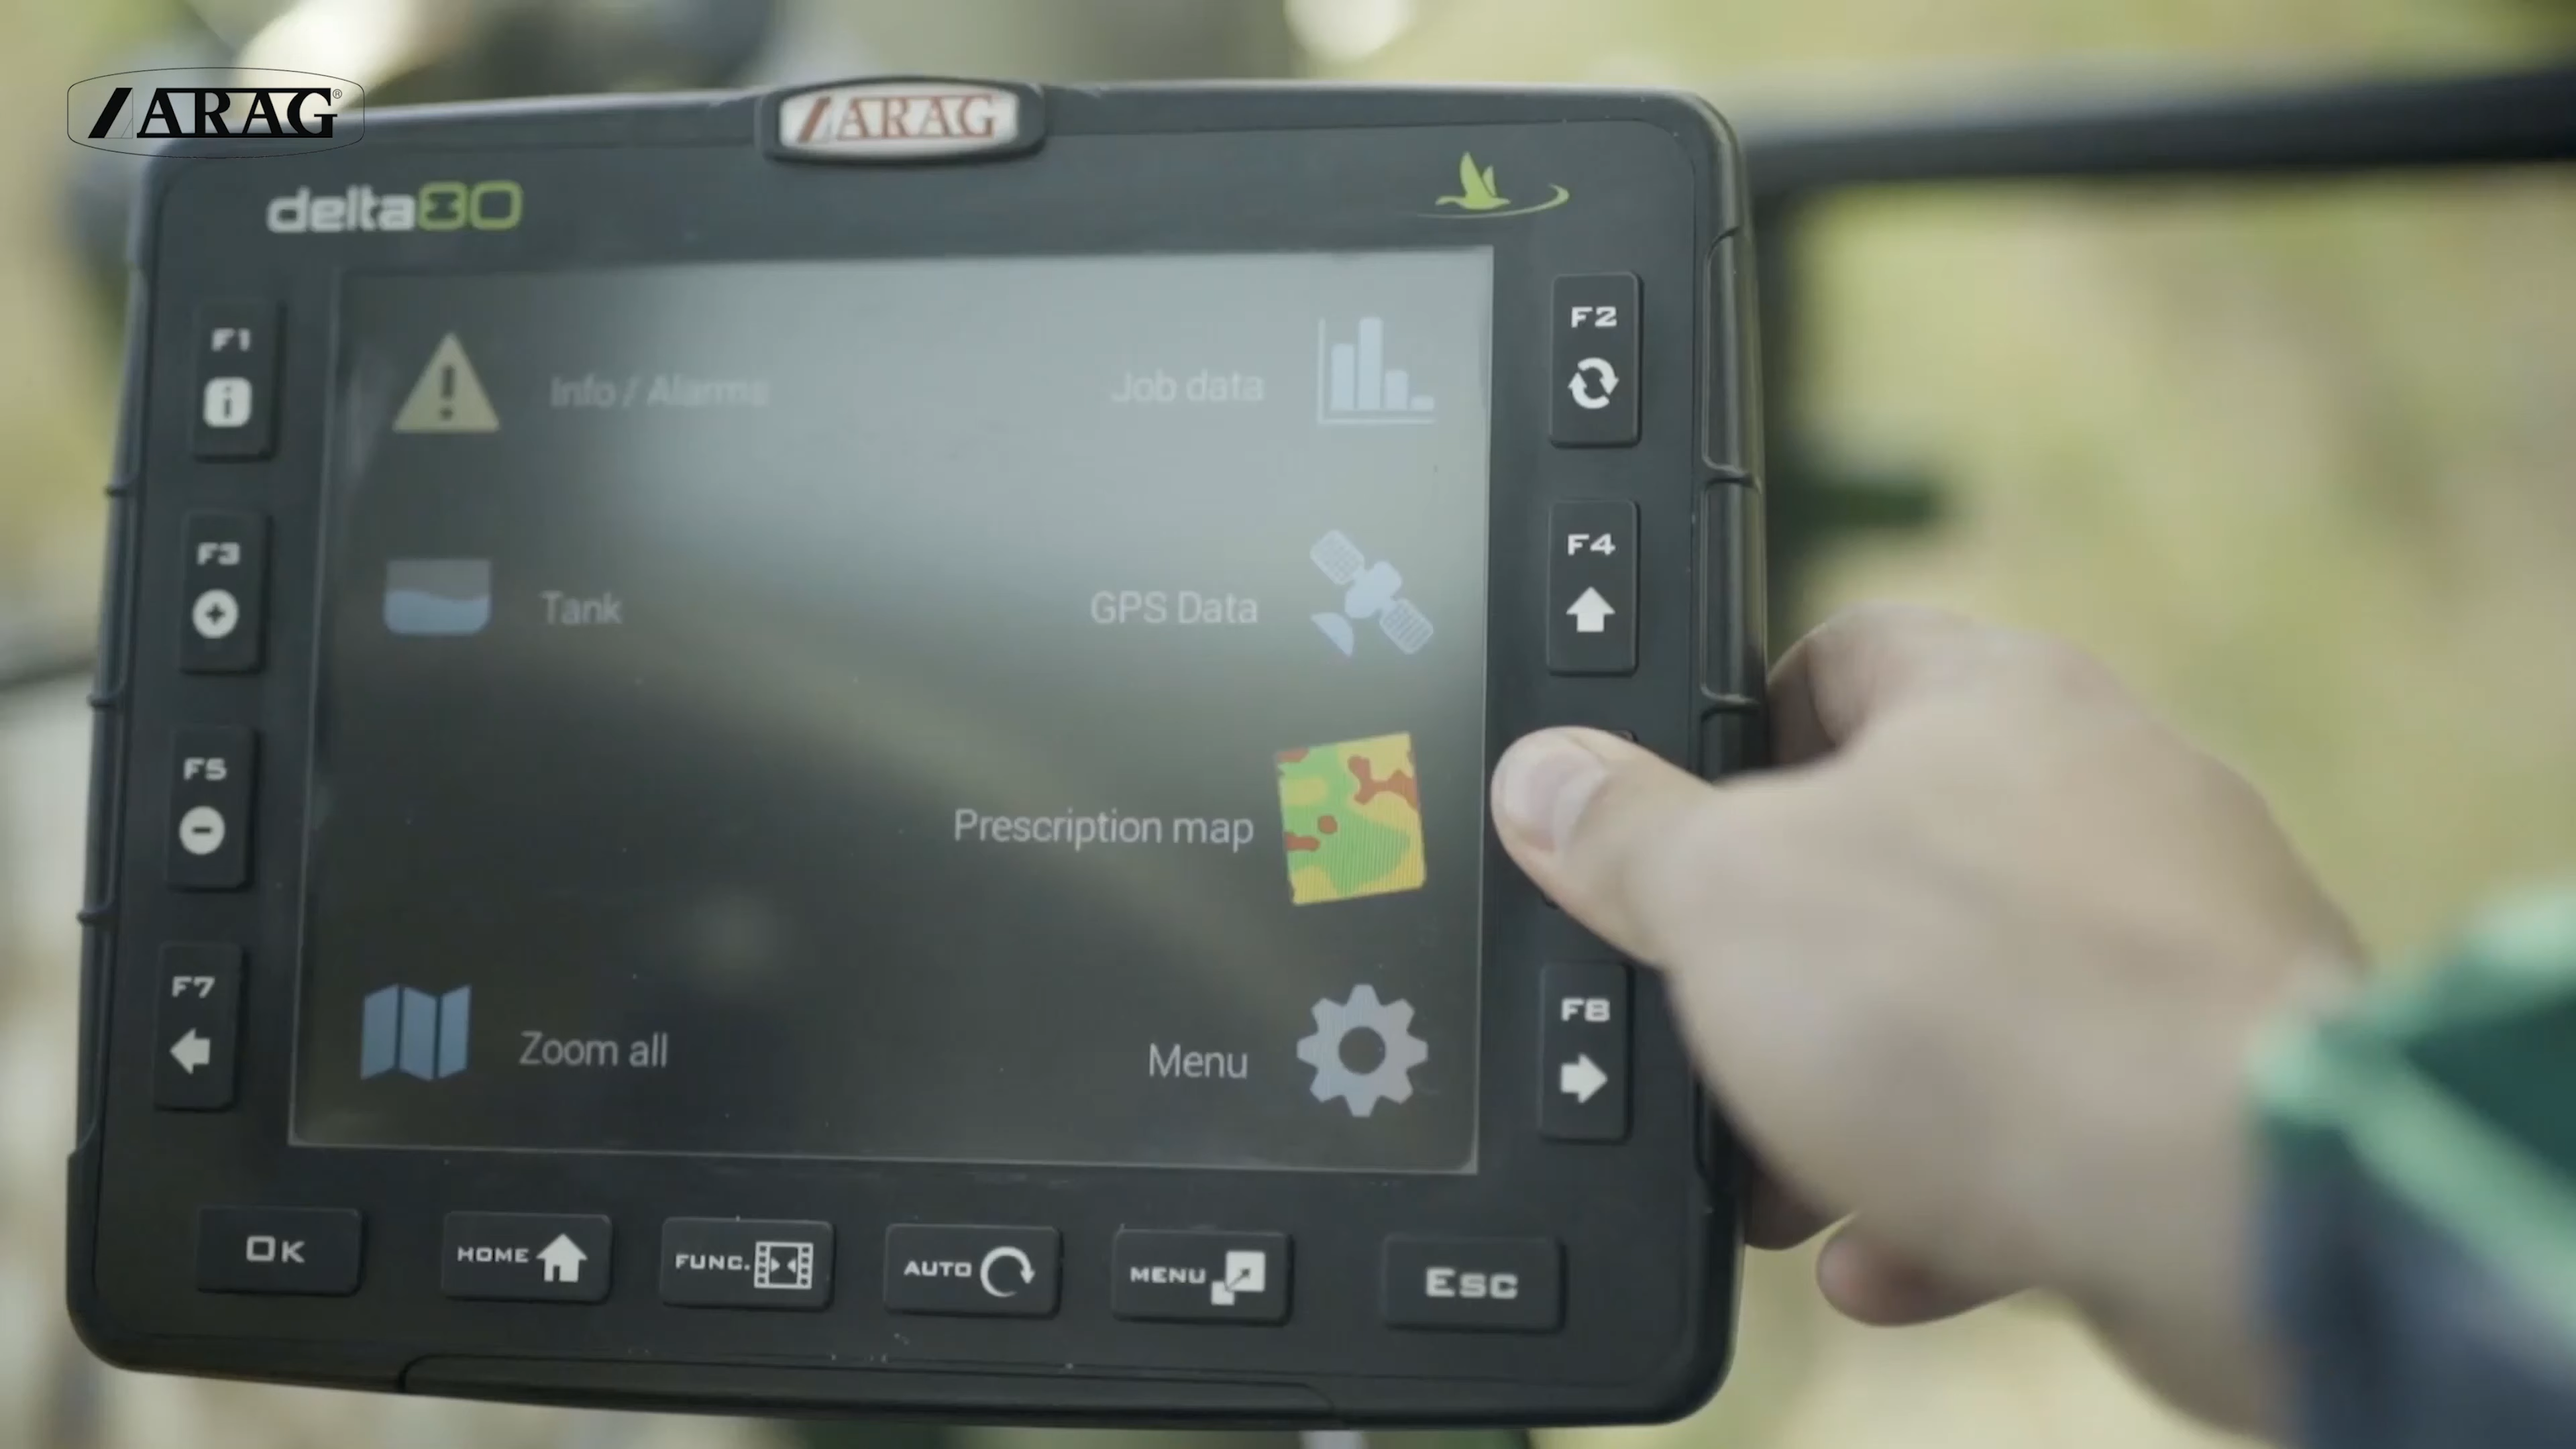 ARAG®
ARAG
delta80
F1
Info / Alarms
Job data
F2
F3
Tank
GPS Data
F4
F5
Prescription map
F7
Zoom all
Menu
F8
OK
HOME
FUNC.
AUTO
MENU
ESC